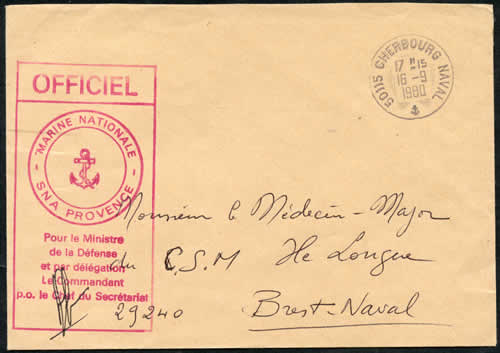 OFFICIEL
MARINE NATIONALE
S.N.A PROVENCE
Pour le Ministre
de la Défense
et par délégation
Le Commandant
p.o. le Chef du Secrétariat
50115 CHERBOURG NAVAL
17 H 15
16 - 9
1980
Monsieur le Médecin-Major
du C.S.M Ile Longue
29240 Brest-Naval